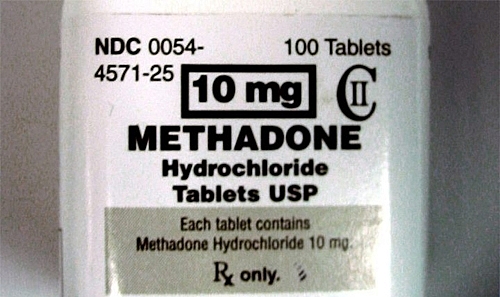 NDC 0054- 100 Tablets
4571-25
10 mg CII
METHADONE
Hydrochloride
Tablets USP
Each tablet contains
Methadone Hydrochloride 10 mg.
Rx only.